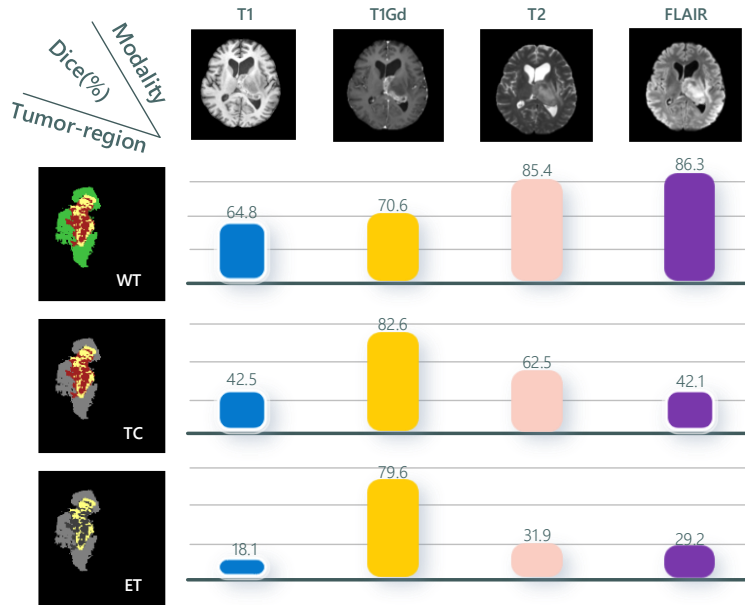 T1 T1Gd T2 FLAIR
Modality
Dice(%)
Tumor-region
64.8 70.6 85.4 86.3
WT
42.5 82.6 62.5 42.1
TC
18.1 79.6 31.9 29.2
ET